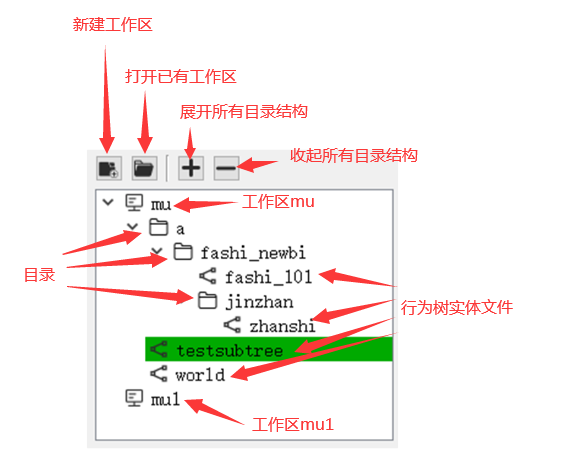 新建工作区
打开已有工作区
展开所有目录结构
收起所有目录结构
mu
工作区mu
a
fashi_newbi
目录
fashi_101
jinzhan
行为树实体文件
zhanshi
testsubtree
world
mu1
工作区mu1